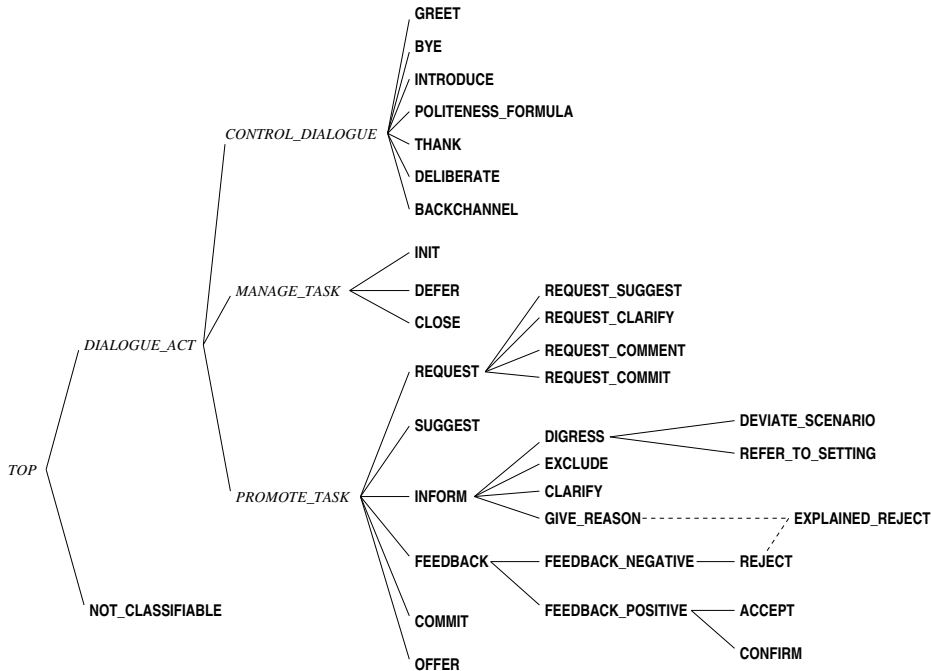 GREET
BYE
INTRODUCE
POLITENESS_FORMULA
CONTROL_DIALOGUE
THANK
DELIBERATE
BACKCHANNEL
INIT
MANAGE_TASK
DEFER
REQUEST_SUGGEST
REQUEST_CLARIFY
CLOSE
DIALOGUE_ACT
REQUEST_COMMENT
REQUEST
REQUEST_COMMIT
DEVIATE_SCENARIO
SUGGEST
DIGRESS
REFER_TO_SETTING
TOP
EXCLUDE
PROMOTE_TASK
INFORM
CLARIFY
GIVE_REASON
EXPLAINED_REJECT
FEEDBACK
FEEDBACK_NEGATIVE
REJECT
NOT_CLASSIFIABLE
FEEDBACK_POSITIVE
ACCEPT
COMMIT
CONFIRM
OFFER